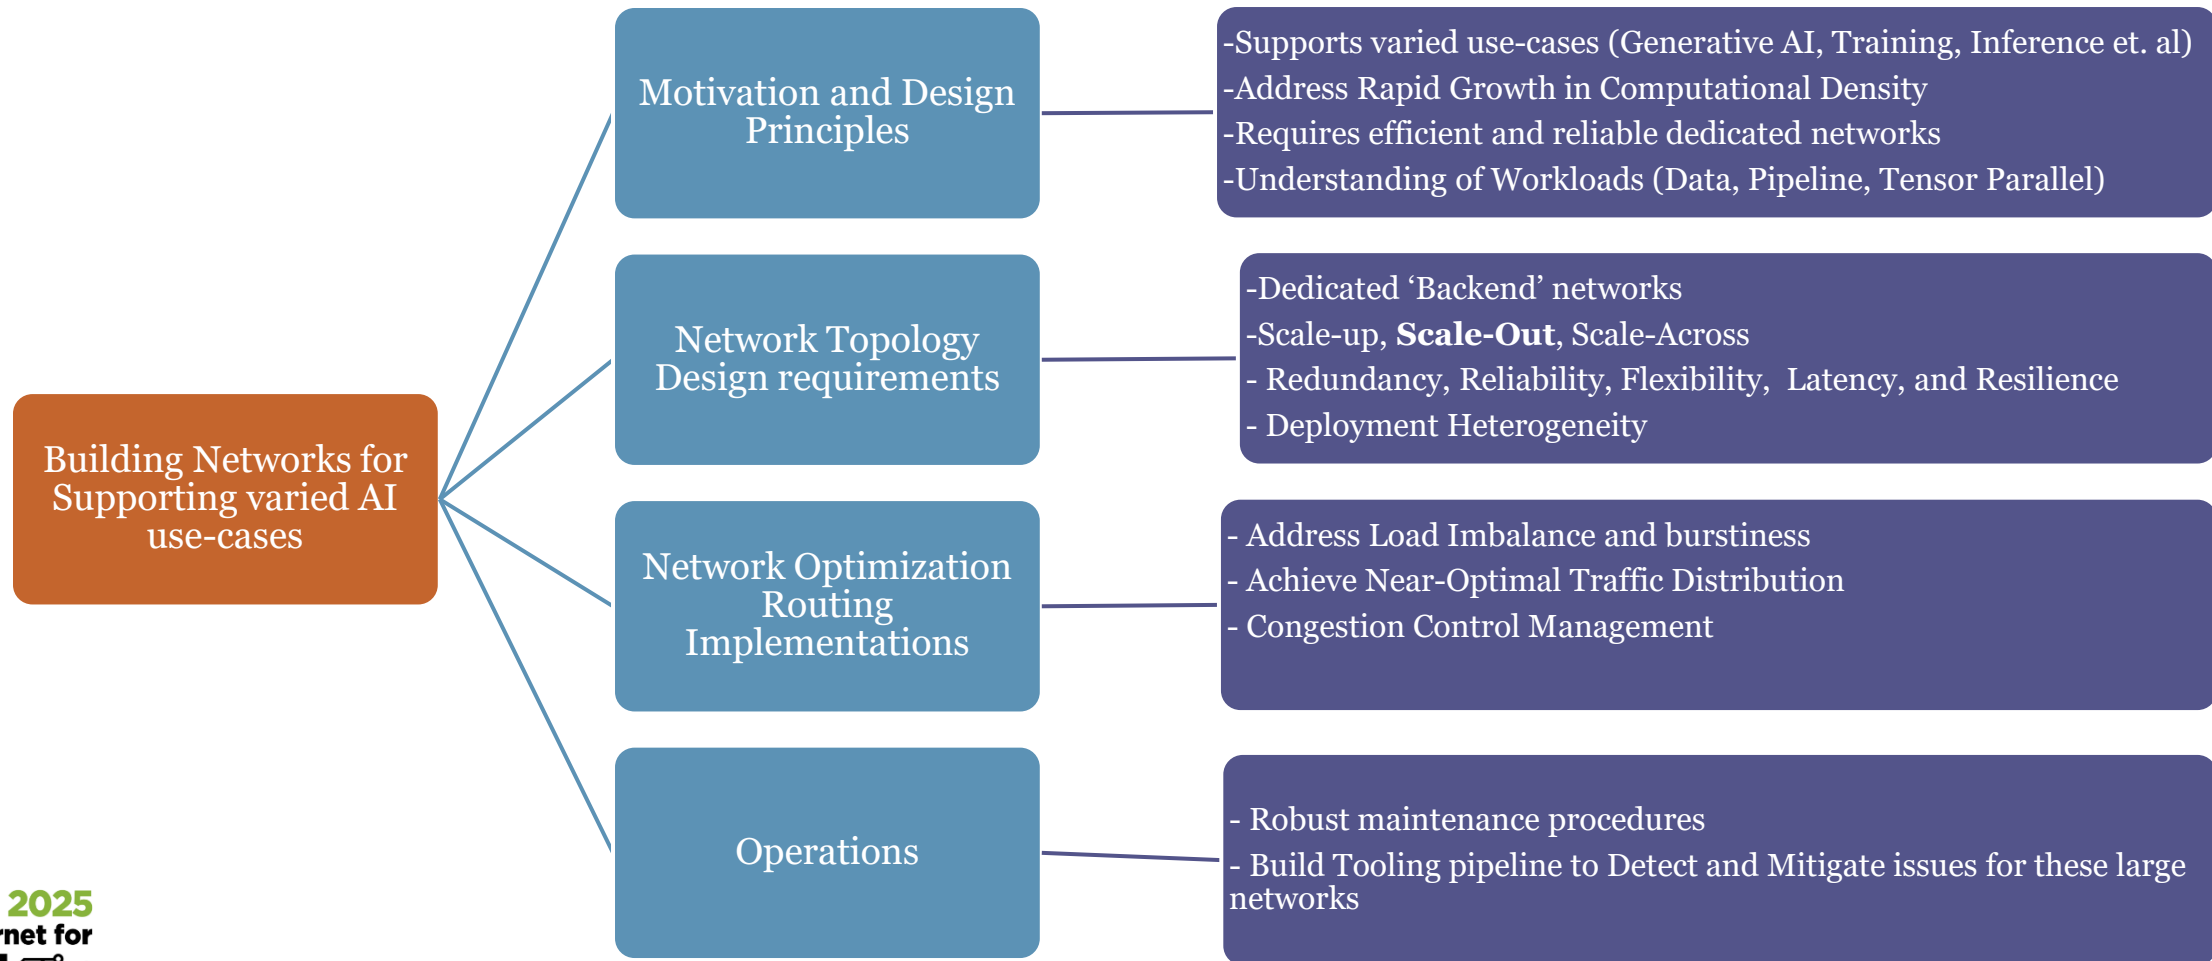 Building Networks for
Supporting varied AI
use-cases
Motivation and Design
Principles
-Supports varied use-cases (Generative AI, Training, Inference et. al)
-Address Rapid Growth in Computational Density
-Requires efficient and reliable dedicated networks
-Understanding of Workloads (Data, Pipeline, Tensor Parallel)
Network Topology
Design requirements
-Dedicated ‘Backend’ networks
-Scale-up, Scale-Out, Scale-Across
- Redundancy, Reliability, Flexibility, Latency, and Resilience
- Deployment Heterogeneity
Network Optimization
Routing
Implementations
- Address Load Imbalance and burstiness
- Achieve Near-Optimal Traffic Distribution
- Congestion Control Management
Operations
- Robust maintenance procedures
- Build Tooling pipeline to Detect and Mitigate issues for these large
networks
2025
for